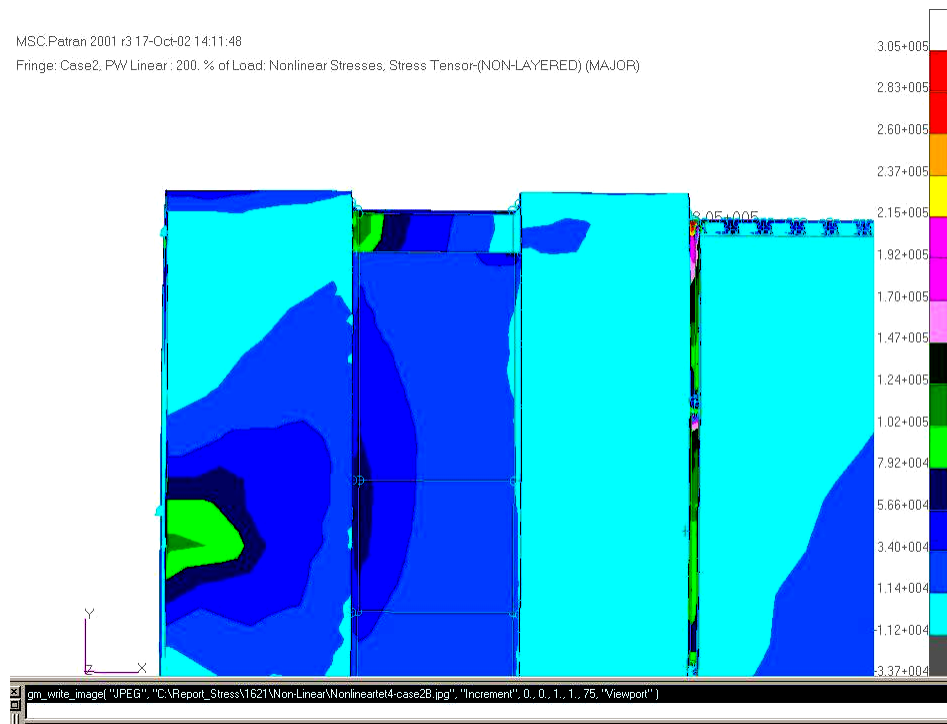 MSC.Patran 2001 r3 17-Oct-02 14:11:48
Fringe: Case2, PW Linear : 200. % of Load: Nonlinear Stresses, Stress Tensor-(NON-LAYERED) (MAJOR)
3.05+005
2.83+005
2.60+005
2.37+005
2.15+005
1.92+005
1.70+005
1.47+005
1.24+005
1.02+005
7.92+004
5.66+004
3.40+004
1.14+004
-1.12+004
-3.37+004
3.05+005
Y
Z
X
gm_write_image( "JPEG", "C:\Report_Stress\1621\Non-Linear\Nonlineartet4-case2B.jpg", "Increment", 0., 0., 1., 1., 75, "Viewport" )